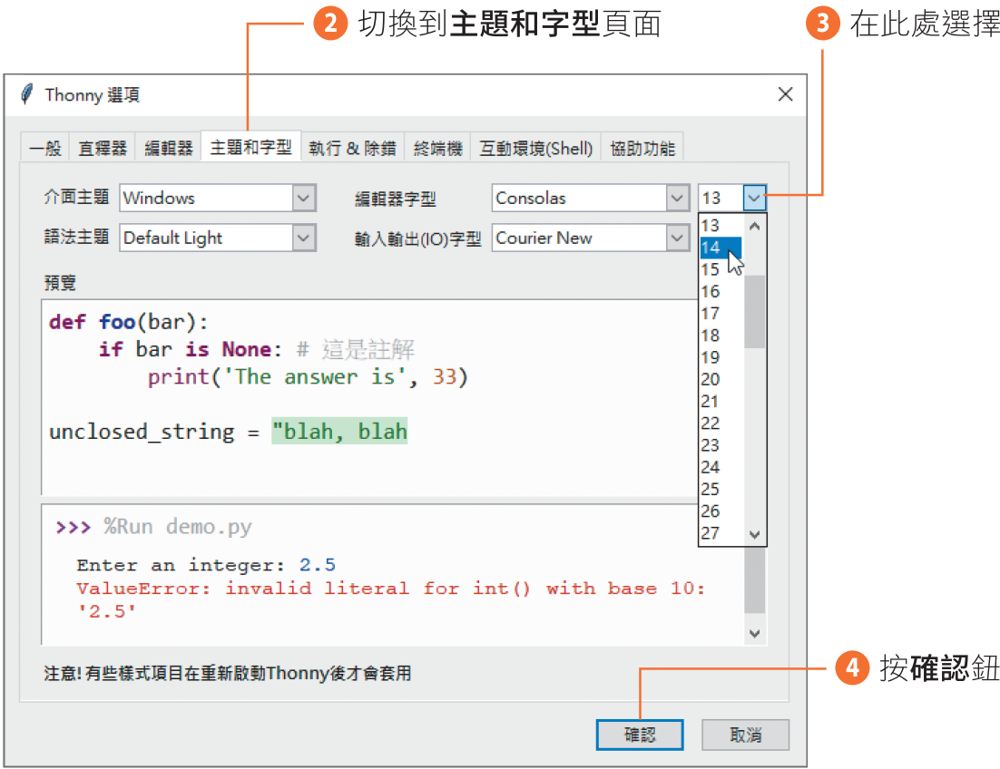 2 切換到主題和字型頁面
3 在此處選擇
Thonny 選項
一般 直譯器 編輯器 主題和字型 執行 & 除錯 終端機 互動環境(Shell) 協助功能
介面主題 Windows 編輯器字型 Consolas 13
語法主題 Default Light 輸入輸出(IO)字型 Courier New
13
14
15
16
17
18
19
20
21
22
23
24
25
26
27
預覽
def foo(bar):
    if bar is None: # 這是註解
        print('The answer is', 33)
unclosed_string = "blah, blah
>>> %Run demo.py
Enter an integer: 2.5
ValueError: invalid literal for int() with base 10:
'2.5'
注意! 有些樣式項目在重新啟動Thonny後才會套用
4 按確認鈕
確認 取消